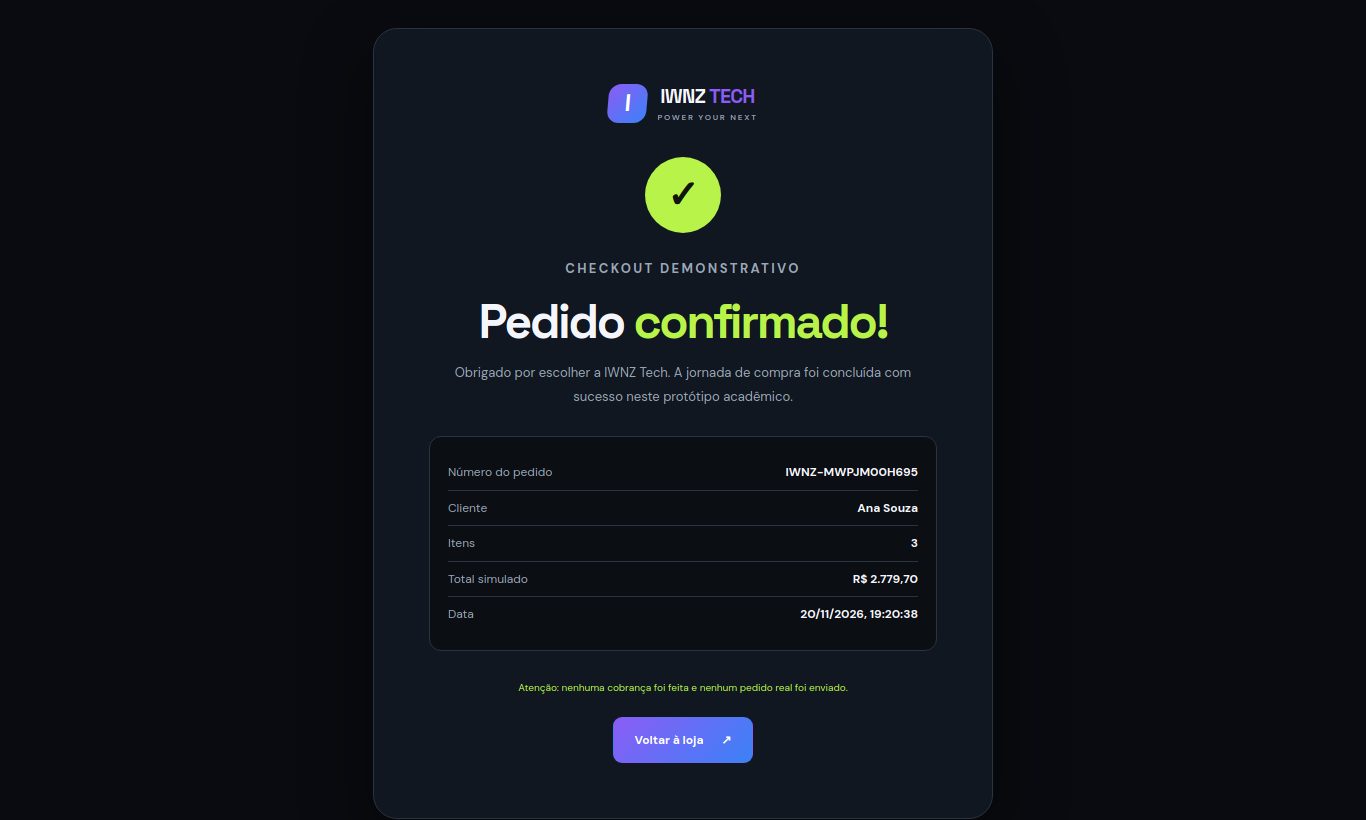 I
IWNZ TECH
POWER YOUR NEXT
✓
CHECKOUT DEMONSTRATIVO
Pedido confirmado!
Obrigado por escolher a IWNZ Tech. A jornada de compra foi concluída com
sucesso neste protótipo acadêmico.
Número do pedido IWNZ-MWPJM00H695
Cliente Ana Souza
Itens 3
Total simulado R$ 2.779,70
Data 20/11/2026, 19:20:38
Atenção: nenhuma cobrança foi feita e nenhum pedido real foi enviado.
Voltar à loja ↗